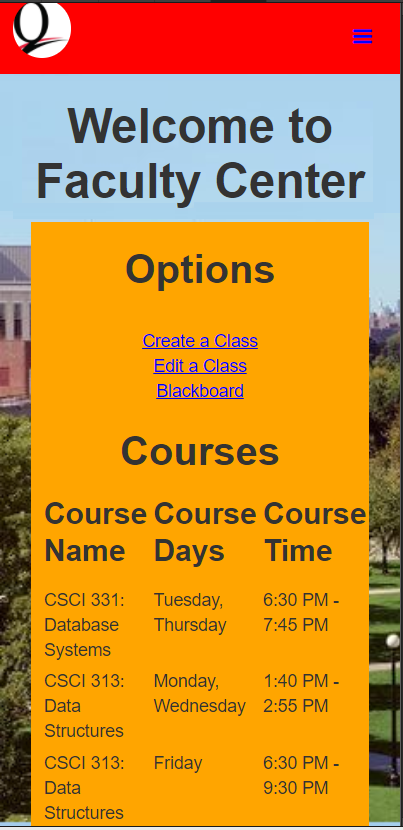 Q
Welcome to
Faculty Center
Options
Create a Class
Edit a Class
Blackboard
Courses
Course Name Course Days Course Time
CSCI 331: Database Systems Tuesday, Thursday 6:30 PM - 7:45 PM
CSCI 313: Data Structures Monday, Wednesday 1:40 PM - 2:55 PM
CSCI 313: Data Structures Friday 6:30 PM - 9:30 PM